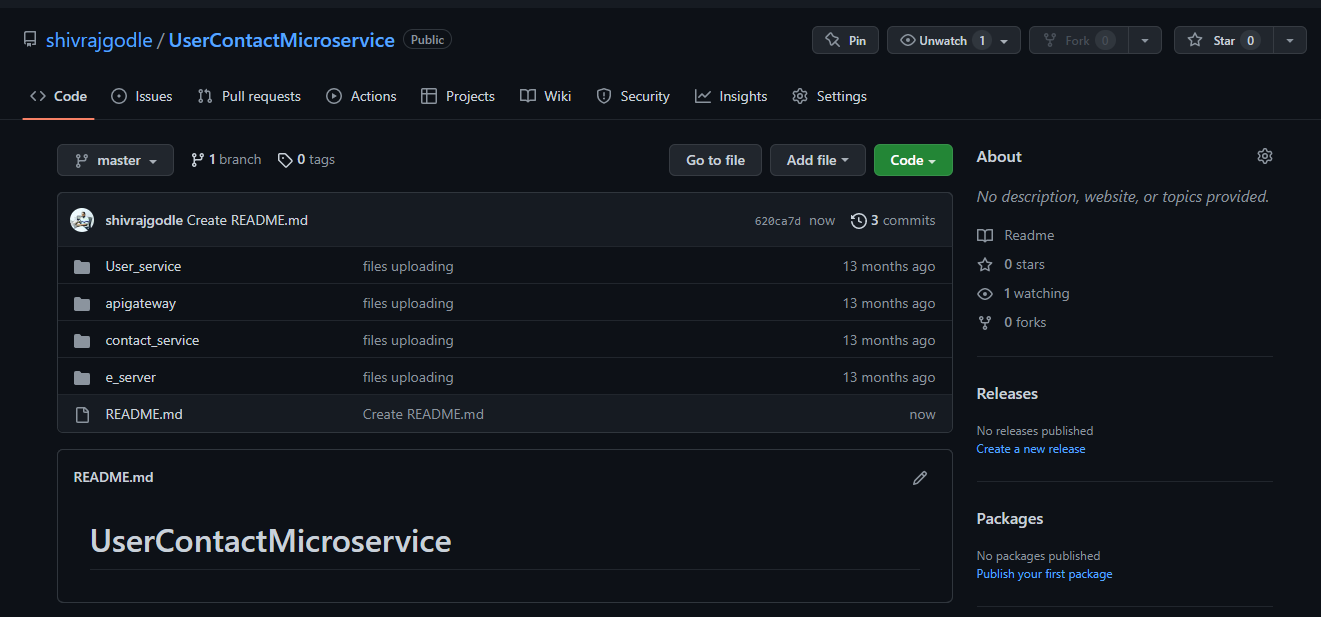 shivrajgodle / UserContactMicroservice Public Pin Unwatch 1 Fork 0 Star 0
Code Issues Pull requests Actions Projects Wiki Security Insights Settings
master 1 branch 0 tags Go to file Add file Code
shivrajgodle Create README.md 620ca7d now 3 commits
User_service files uploading 13 months ago
apigateway files uploading 13 months ago
contact_service files uploading 13 months ago
e_server files uploading 13 months ago
README.md Create README.md now
README.md
UserContactMicroservice
About
No description, website, or topics provided.
Readme
0 stars
1 watching
0 forks
Releases
No releases published
Create a new release
Packages
No packages published
Publish your first package